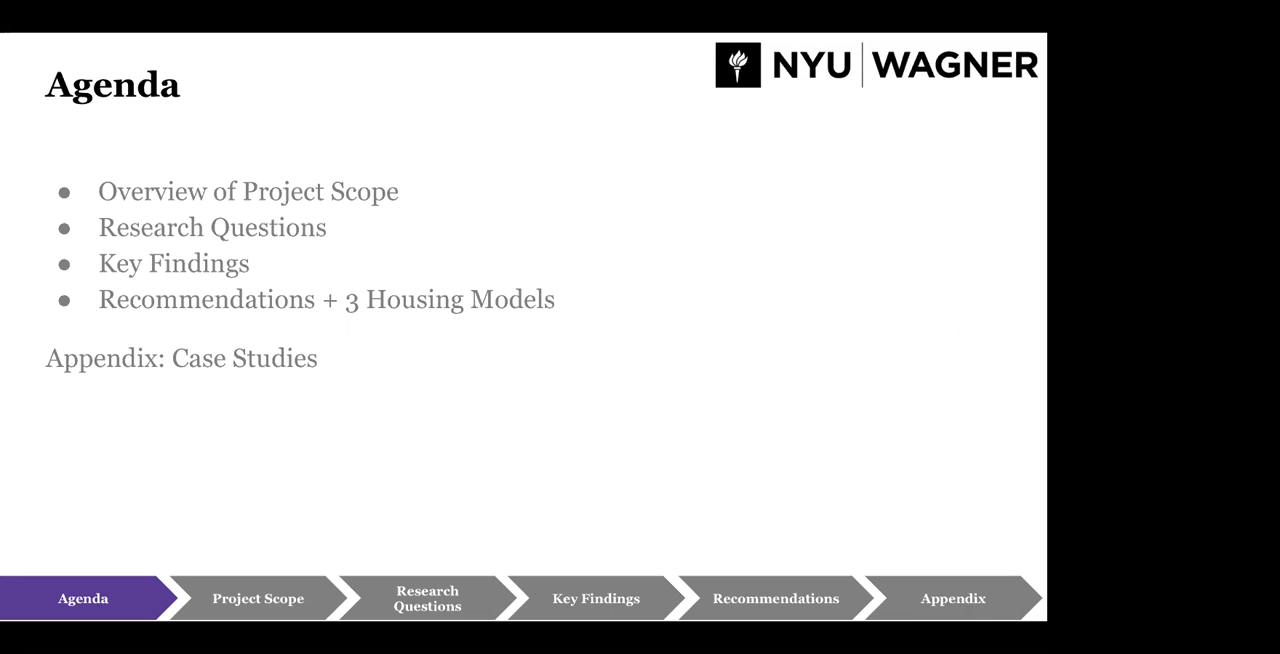 NYU WAGNER
Agenda
● Overview of Project Scope
● Research Questions
● Key Findings
● Recommendations + 3 Housing Models
Appendix: Case Studies
Agenda
Project Scope
Research
Questions
Key Findings
Recommendations
Appendix